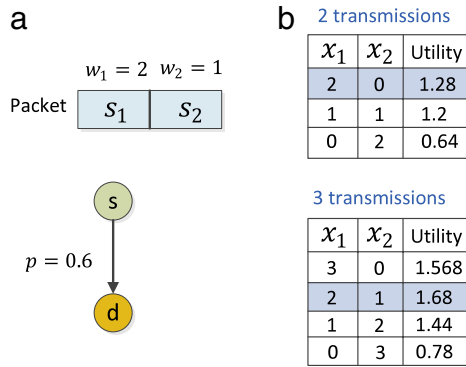 a
w₁ = 2 w₂ = 1
Packet s₁ s₂
s
p = 0.6
d
b
2 transmissions
x₁ x₂ Utility
2 0 1.28
1 1 1.2
0 2 0.64
3 transmissions
x₁ x₂ Utility
3 0 1.568
2 1 1.68
1 2 1.44
0 3 0.78